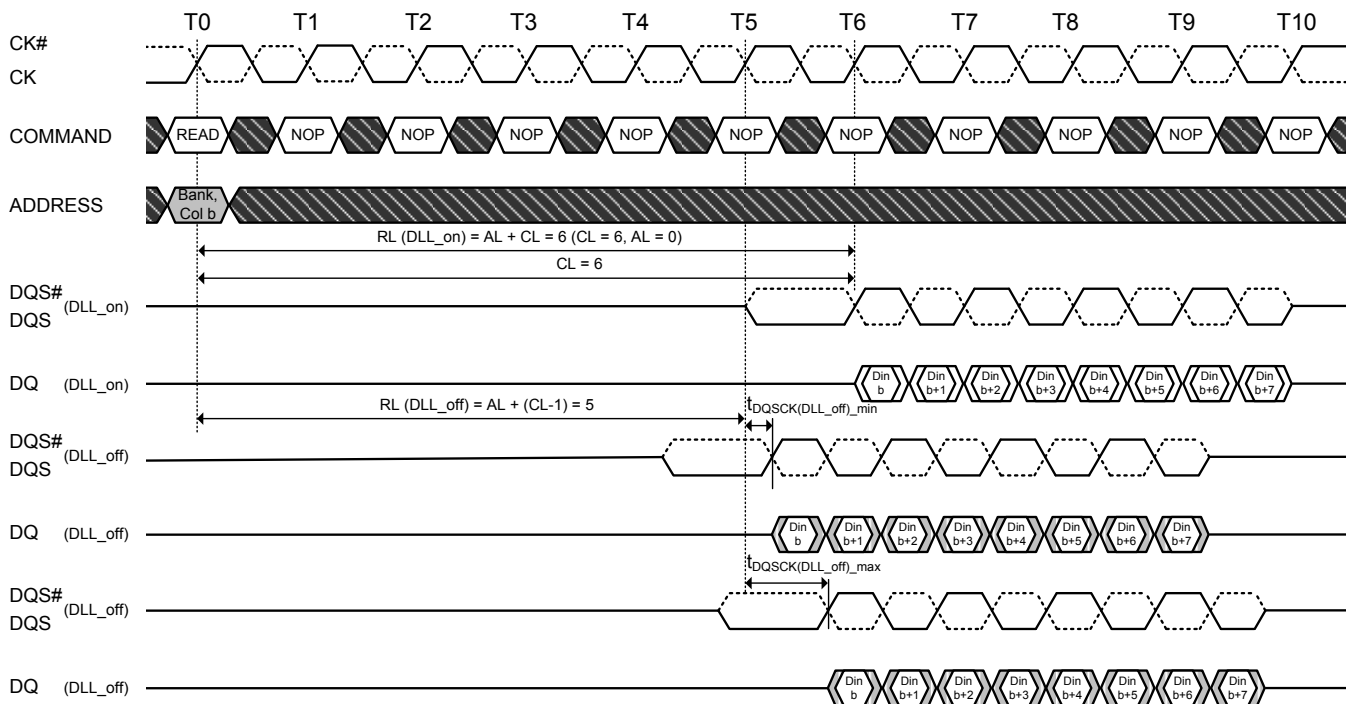 T0 T1 T2 T3 T4 T5 T6 T7 T8 T9 T10
CK#
CK
COMMAND READ NOP NOP NOP NOP NOP NOP NOP NOP NOP NOP
ADDRESS Bank,
Col b
RL (DLL_on) = AL + CL = 6 (CL = 6, AL = 0)
CL = 6
DQS# (DLL_on)
DQS
DQ (DLL_on) Din Din Din Din Din Din Din Din
b b+1 b+2 b+3 b+4 b+5 b+6 b+7
RL (DLL_off) = AL + (CL-1) = 5 tDQSCK(DLL_off)_min
DQS# (DLL_off)
DQS
DQ (DLL_off) Din Din Din Din Din Din Din Din
b b+1 b+2 b+3 b+4 b+5 b+6 b+7
tDQSCK(DLL_off)_max
DQS# (DLL_off)
DQS
DQ (DLL_off) Din Din Din Din Din Din Din Din
b b+1 b+2 b+3 b+4 b+5 b+6 b+7